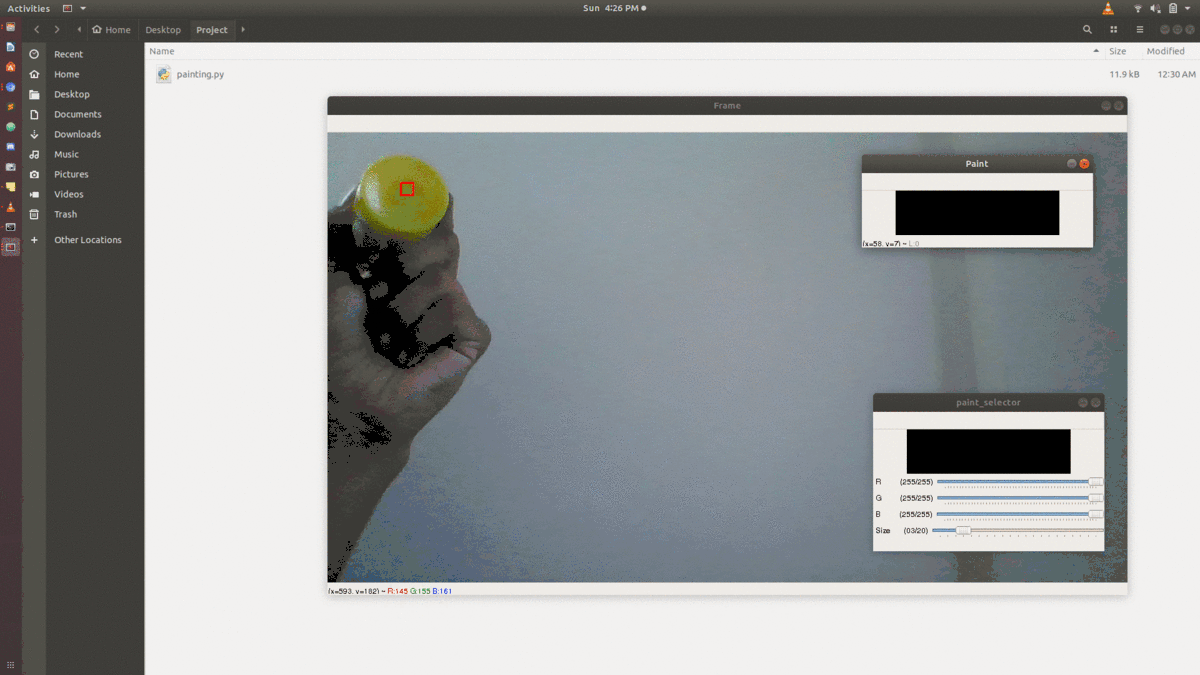 Activities
Sun 4:26 PM
Home Desktop Project
Name Size Modified
Recent
Home
Desktop
Documents
Downloads
Music
Pictures
Videos
Trash
Other Locations
painting.py 11.9 kB 12:30 AM
Frame
(x=593, y=182) ~ R:145 G:155 B:161
Paint
(x=58, y=7) ~ L:0
paint_selector
R (255/255)
G (255/255)
B (255/255)
Size (03/20)